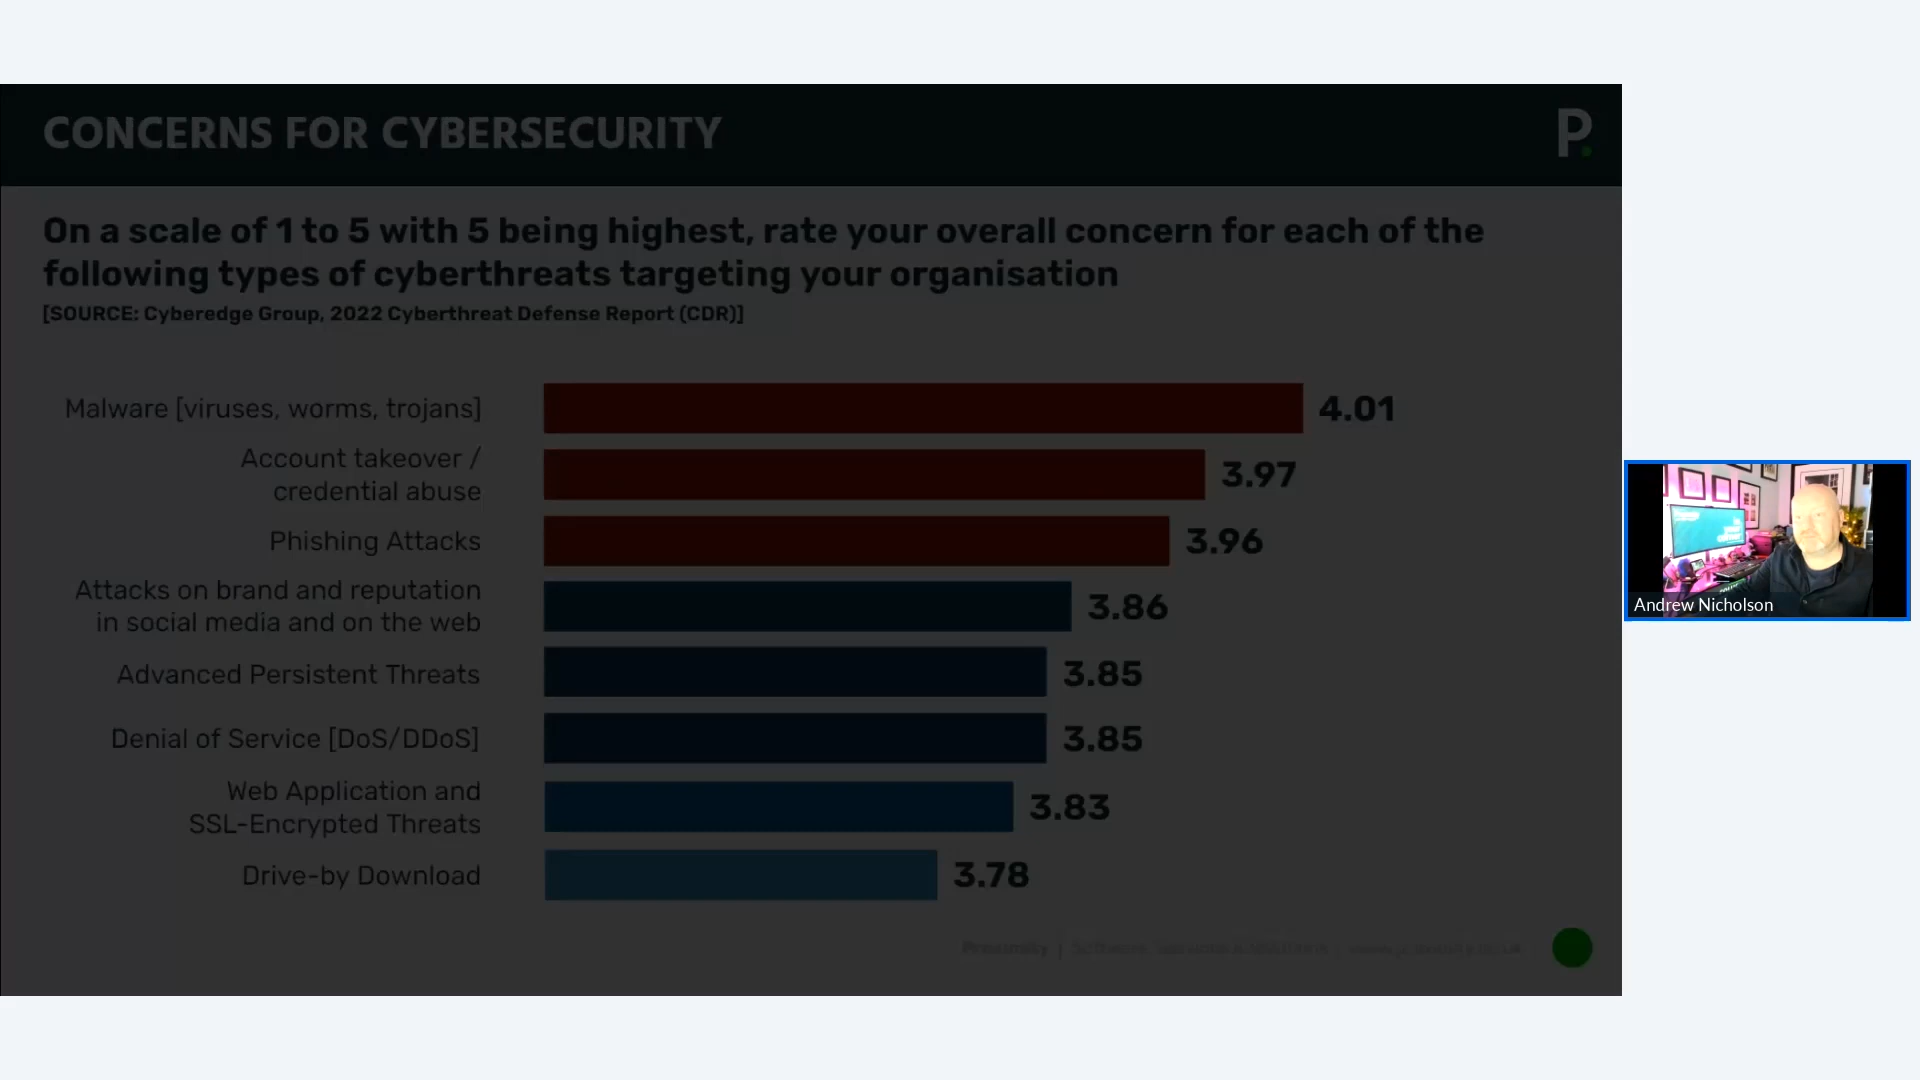 CONCERNS FOR CYBERSECURITY
P.
On a scale of 1 to 5 with 5 being highest, rate your overall concern for each of the
following types of cyberthreats targeting your organisation
[SOURCE: Cyberedge Group, 2022 Cyberthreat Defense Report (CDR)]
Malware [viruses, worms, trojans]
4.01
Account takeover /
credential abuse
3.97
Phishing Attacks
3.96
Attacks on brand and reputation
in social media and on the web
3.86
Advanced Persistent Threats
3.85
Denial of Service [DoS/DDoS]
3.85
Web Application and
SSL-Encrypted Threats
3.83
Drive-by Download
3.78
Andrew Nicholson